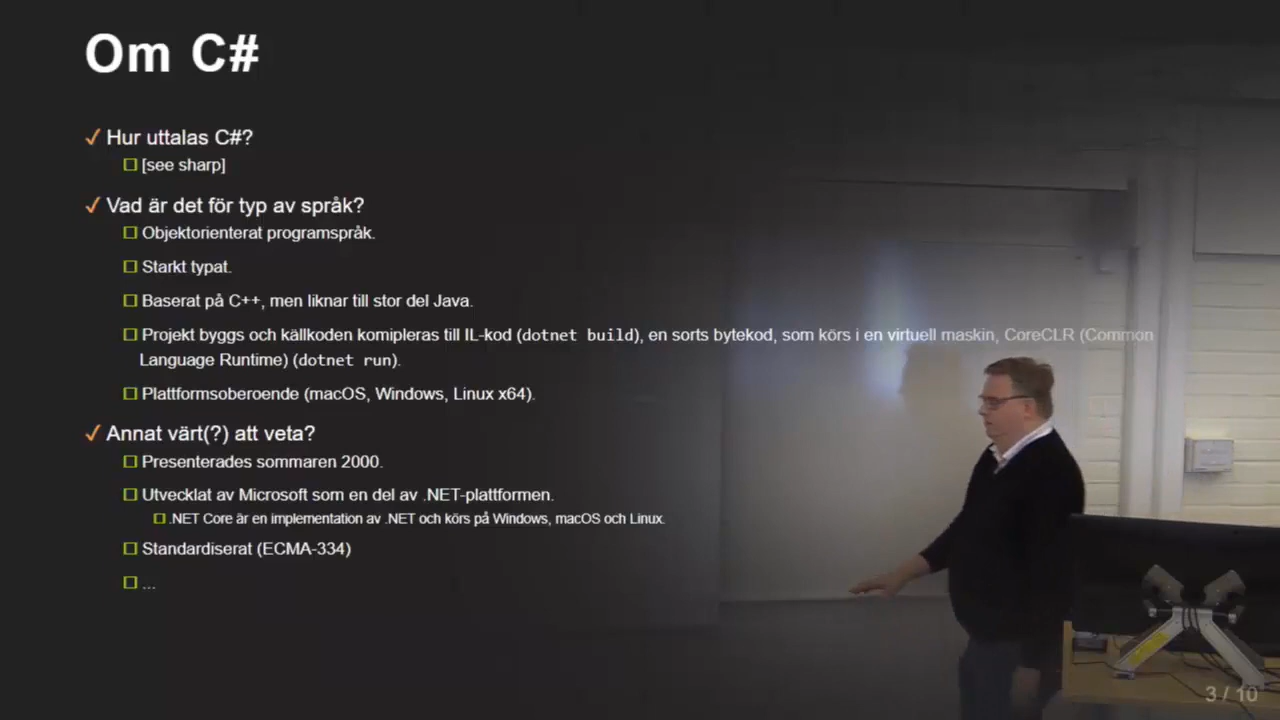 Om C#
✓ Hur uttalas C#?
[see sharp]
✓ Vad är det för typ av språk?
Objektorienterat programspråk.
Starkt typat.
Baserat på C++, men liknar till stor del Java.
Projekt byggs och källkoden komipleras till IL-kod (dotnet build), en sorts bytekod, som körs i en virtuell maskin, CoreCLR (Common
Language Runtime) (dotnet run).
Plattformsoberoende (macOS, Windows, Linux x64).
✓ Annat värt(?) att veta?
Presenterades sommaren 2000.
Utvecklat av Microsoft som en del av .NET-plattformen.
.NET Core är en implementation av .NET och körs på Windows, macOS och Linux.
Standardiserat (ECMA-334)
...
3 / 10